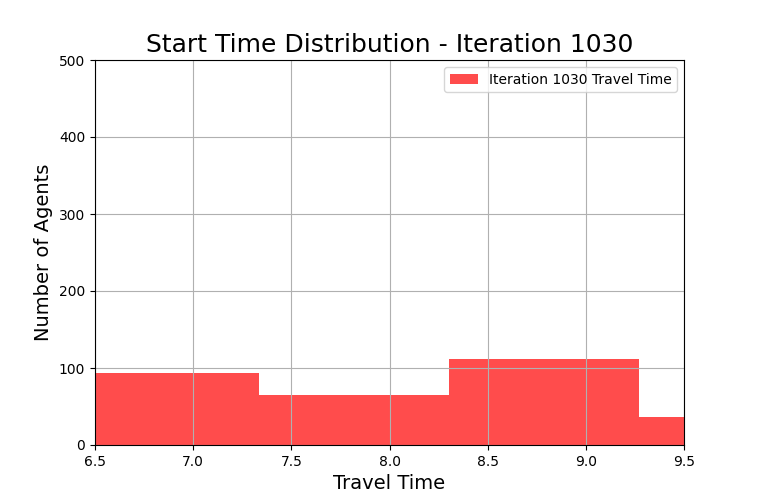 Start Time Distribution - Iteration 1030
Iteration 1030 Travel Time
Number of Agents
500
400
300
200
100
0
6.5 7.0 7.5 8.0 8.5 9.0 9.5
Travel Time